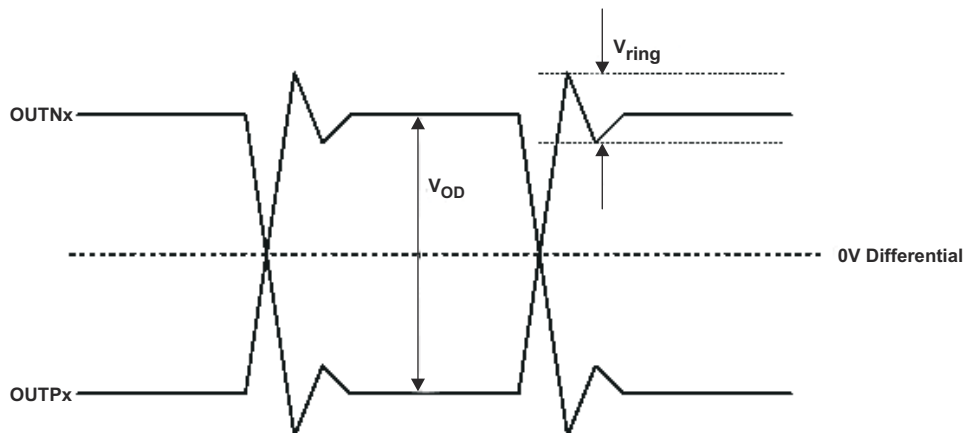 Vring
OUTNx
VOD
0V Differential
OUTPx